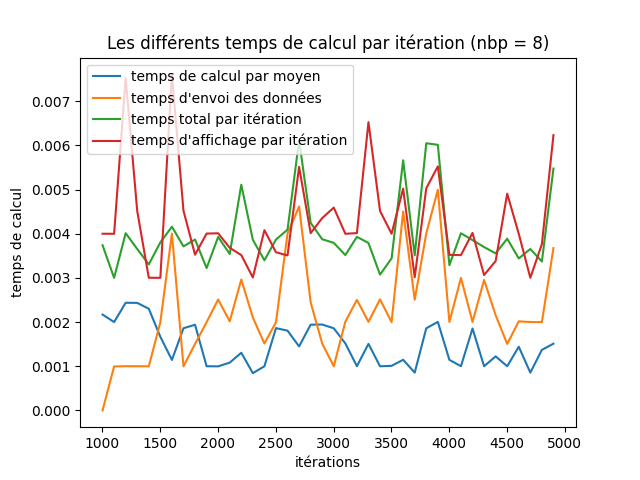 Les différents temps de calcul par itération (nbp = 8)
temps de calcul par moyen
temps d'envoi des données
temps total par itération
temps d'affichage par itération
temps de calcul
0.007
0.006
0.005
0.004
0.003
0.002
0.001
0.000
1000 1500 2000 2500 3000 3500 4000 4500 5000
itérations